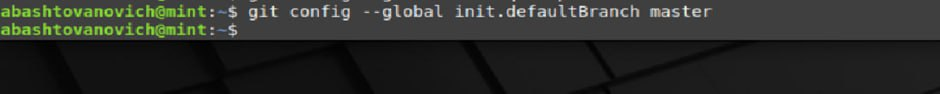 abashtovanovich@mint:~$ git config --global init.defaultBranch master
abashtovanovich@mint:~$